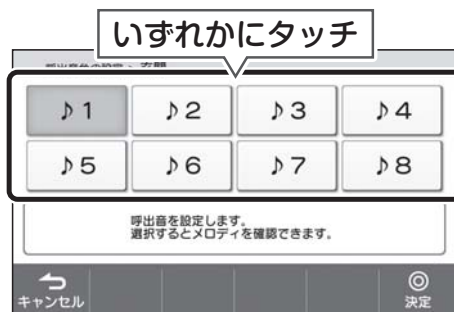 いずれかにタッチ
♪1 ♪2 ♪3 ♪4
♪5 ♪6 ♪7 ♪8
呼出音を設定します。
選択するとメロディを確認できます。
キャンセル 決定